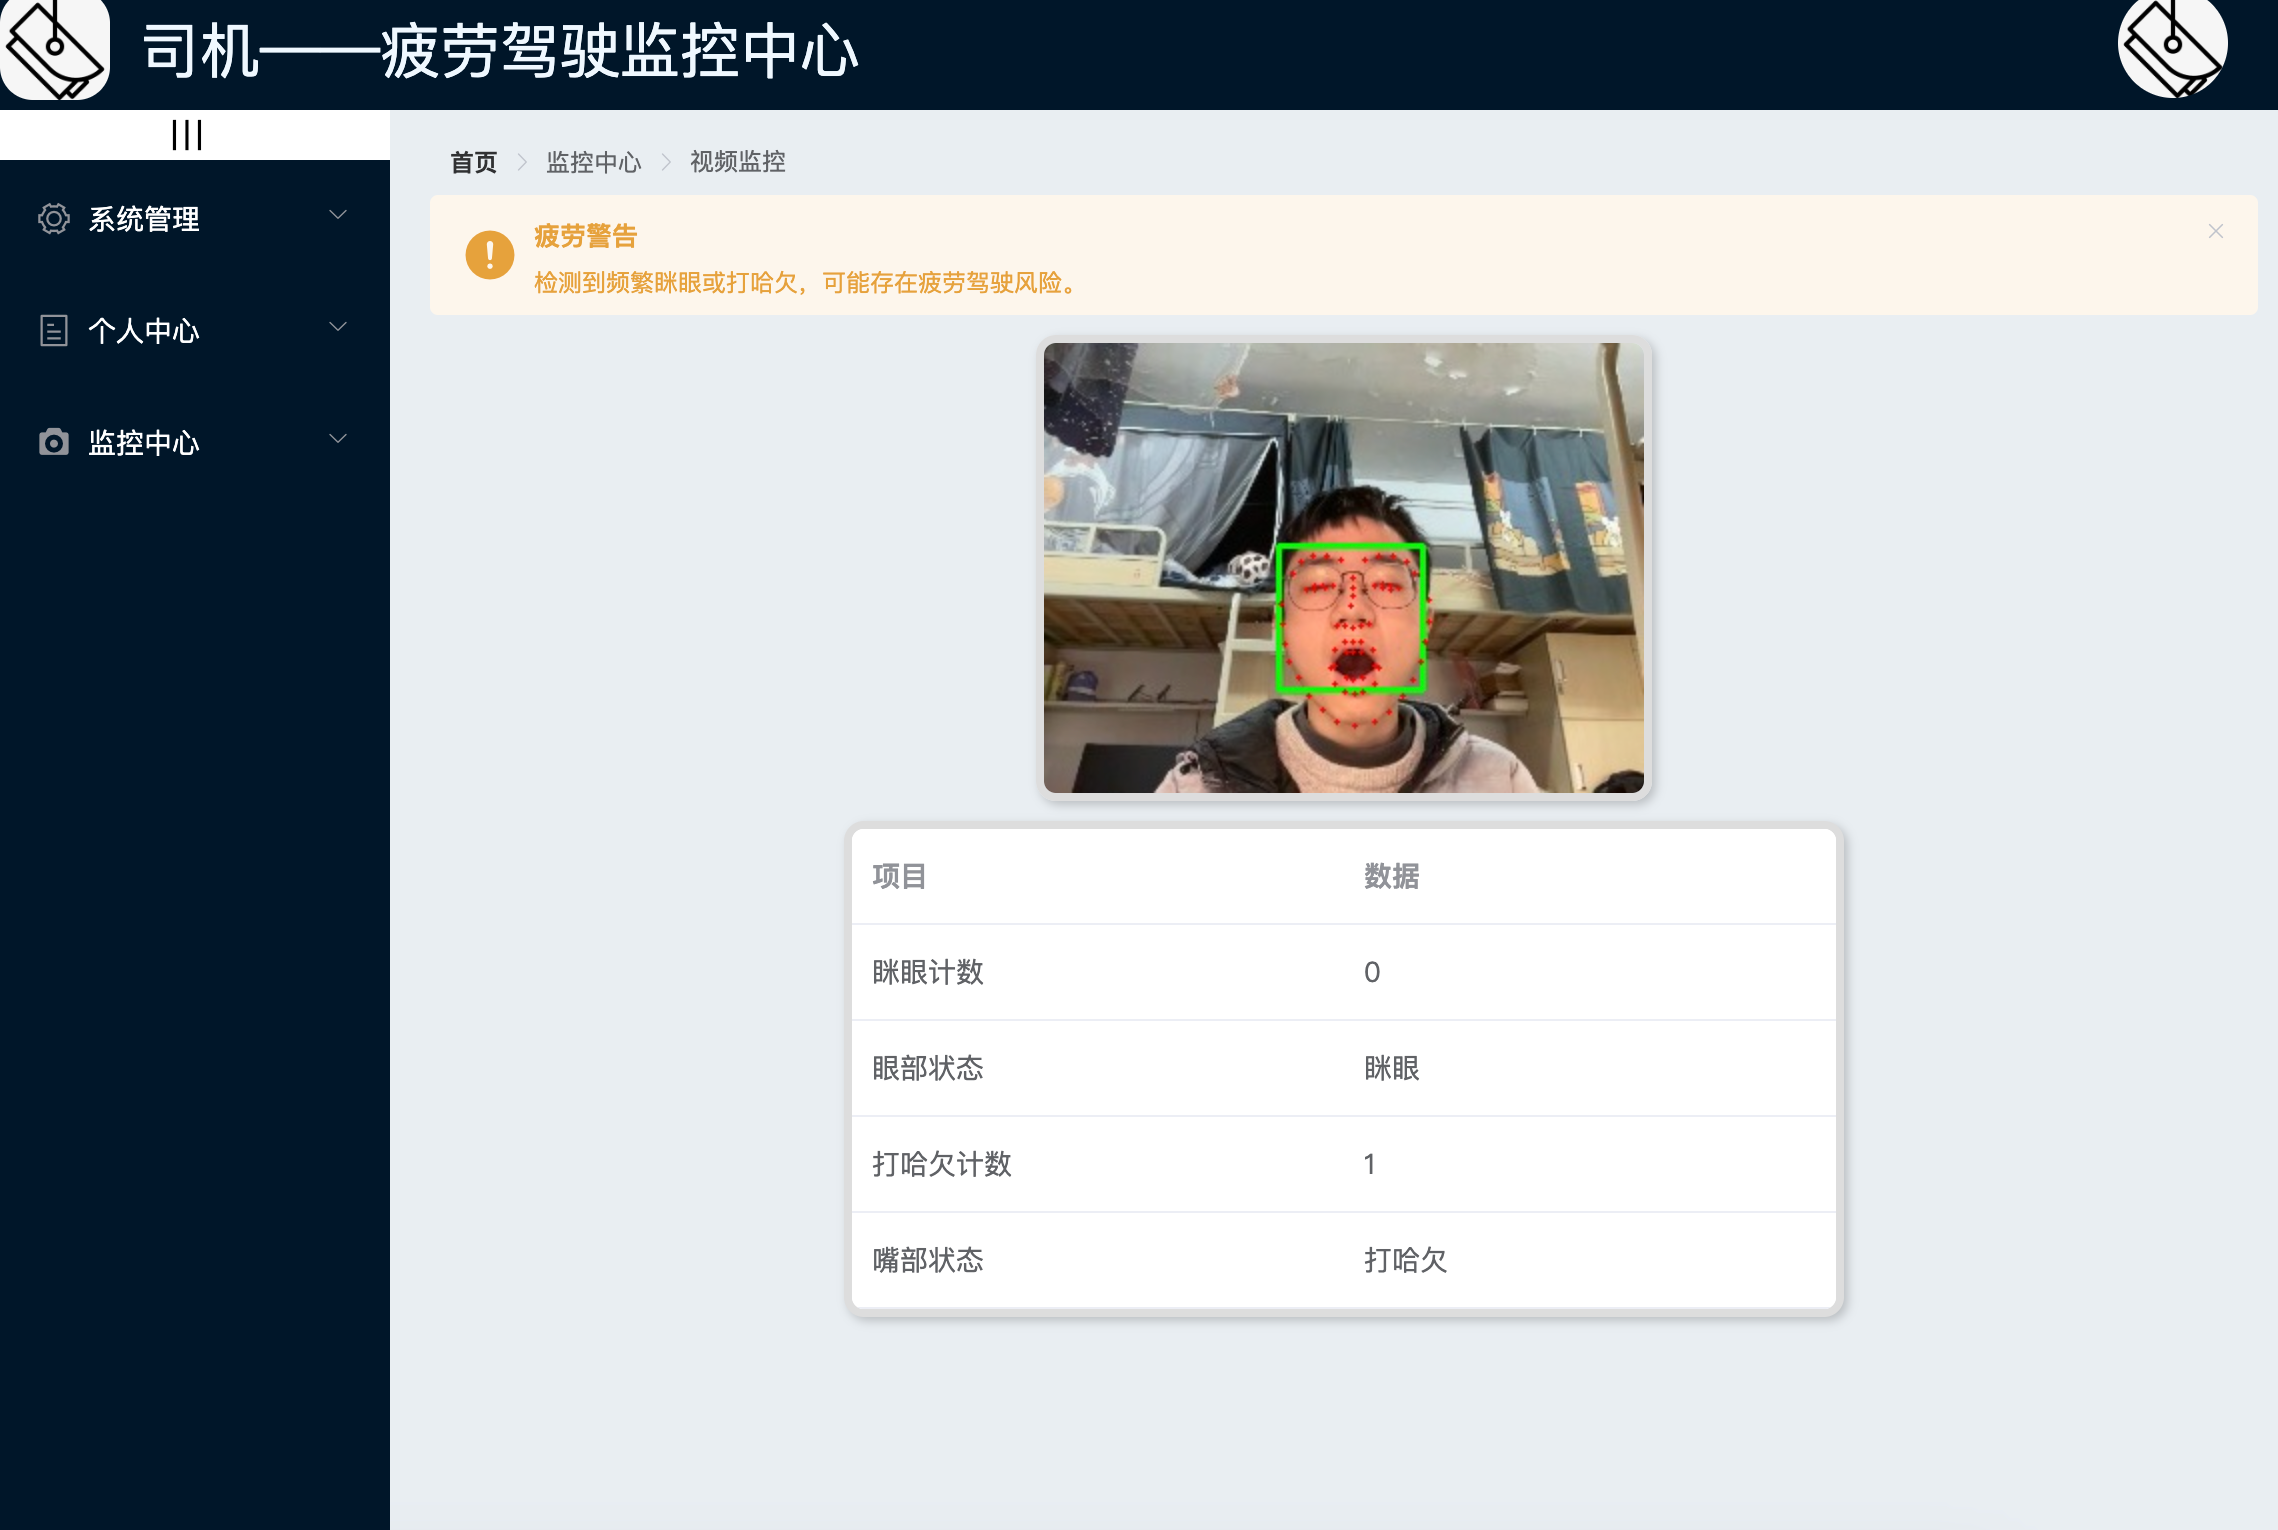 司机——疲劳驾驶监控中心
首页 > 监控中心 > 视频监控
系统管理
个人中心
监控中心
疲劳警告
检测到频繁眯眼或打哈欠，可能存在疲劳驾驶风险。
项目 数据
眯眼计数 0
眼部状态 眯眼
打哈欠计数 1
嘴部状态 打哈欠